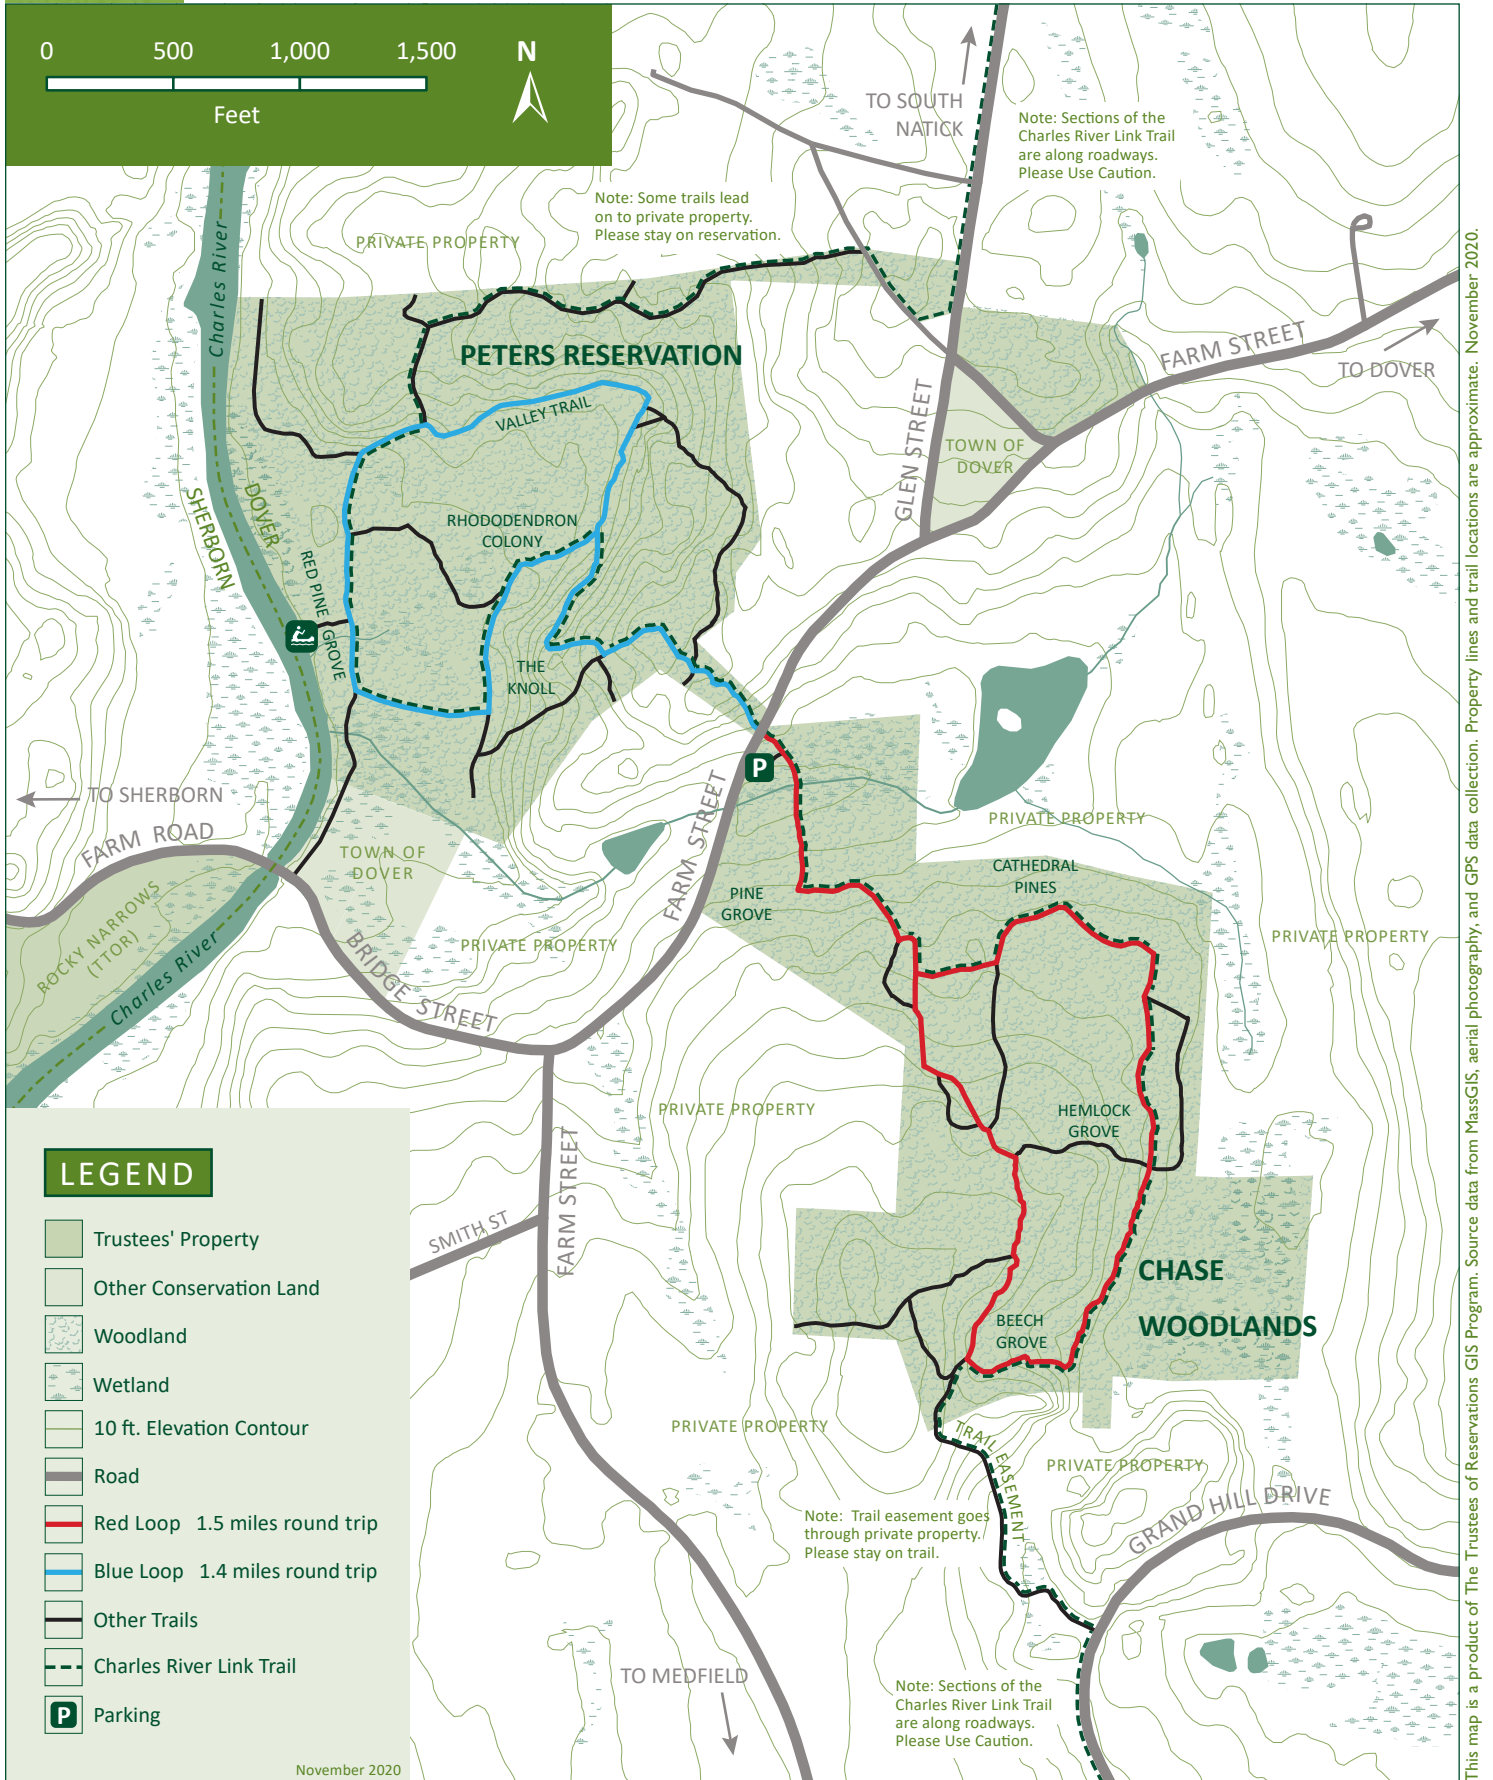 0 500 1,000 1,500
Feet
N
TO SOUTH
NATICK
Note: Sections of the
Charles River Link Trail
are along roadways.
Please Use Caution.
Note: Some trails lead
on to private property.
Please stay on reservation.
PRIVATE PROPERTY
Charles River
PETERS RESERVATION
VALLEY TRAIL
FARM STREET
TO DOVER
GLEN STREET
TOWN OF
DOVER
SHERBORN
DOVER
RHODODENDRON
COLONY
RED PINE
GROVE
THE
KNOLL
P
TO SHERBORN
FARM ROAD
TOWN OF
DOVER
FARM STREET
PRIVATE PROPERTY
CATHEDRAL
PINES
PINE
GROVE
ROCKY NARROWS
(TTOR)
Charles River
BRIDGE STREET
PRIVATE PROPERTY
PRIVATE PROPERTY
PRIVATE PROPERTY
HEMLOCK
GROVE
FARM STREET
SMITH ST
CHASE
WOODLANDS
BEECH
GROVE
PRIVATE PROPERTY
TRAIL EASEMENT
PRIVATE PROPERTY
GRAND HILL DRIVE
Note: Trail easement goes
through private property.
Please stay on trail.
TO MEDFIELD
Note: Sections of the
Charles River Link Trail
are along roadways.
Please Use Caution.
LEGEND
Trustees' Property
Other Conservation Land
Woodland
Wetland
10 ft. Elevation Contour
Road
Red Loop 1.5 miles round trip
Blue Loop 1.4 miles round trip
Other Trails
Charles River Link Trail
P Parking
November 2020
This map is a product of The Trustees of Reservations GIS Program. Source data from MassGIS, aerial photography, and GPS data collection. Property lines and trail locations are approximate. November 2020.